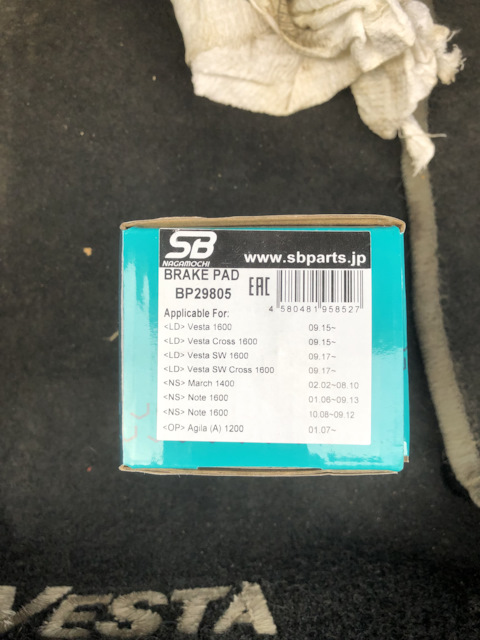 SB
NAGAMOCHI
www.sbparts.jp
BRAKE PAD
BP29805
EAC
4 580481 958527
Applicable For:
<LD> Vesta 1600 09.15~
<LD> Vesta Cross 1600 09.15~
<LD> Vesta SW 1600 09.17~
<LD> Vesta SW Cross 1600 09.17~
<NS> March 1400 02.02~08.10
<NS> Note 1600 01.06~09.13
<NS> Note 1600 10.08~09.12
<OP> Agila (A) 1200 01.07~
VESTA